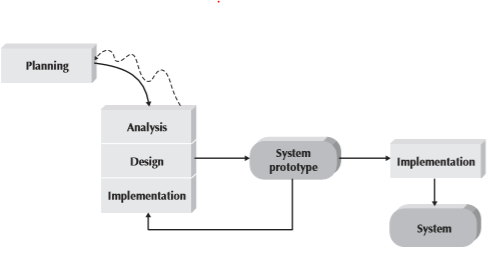 Planning
Analysis
Design
Implementation
System
prototype
Implementation
System